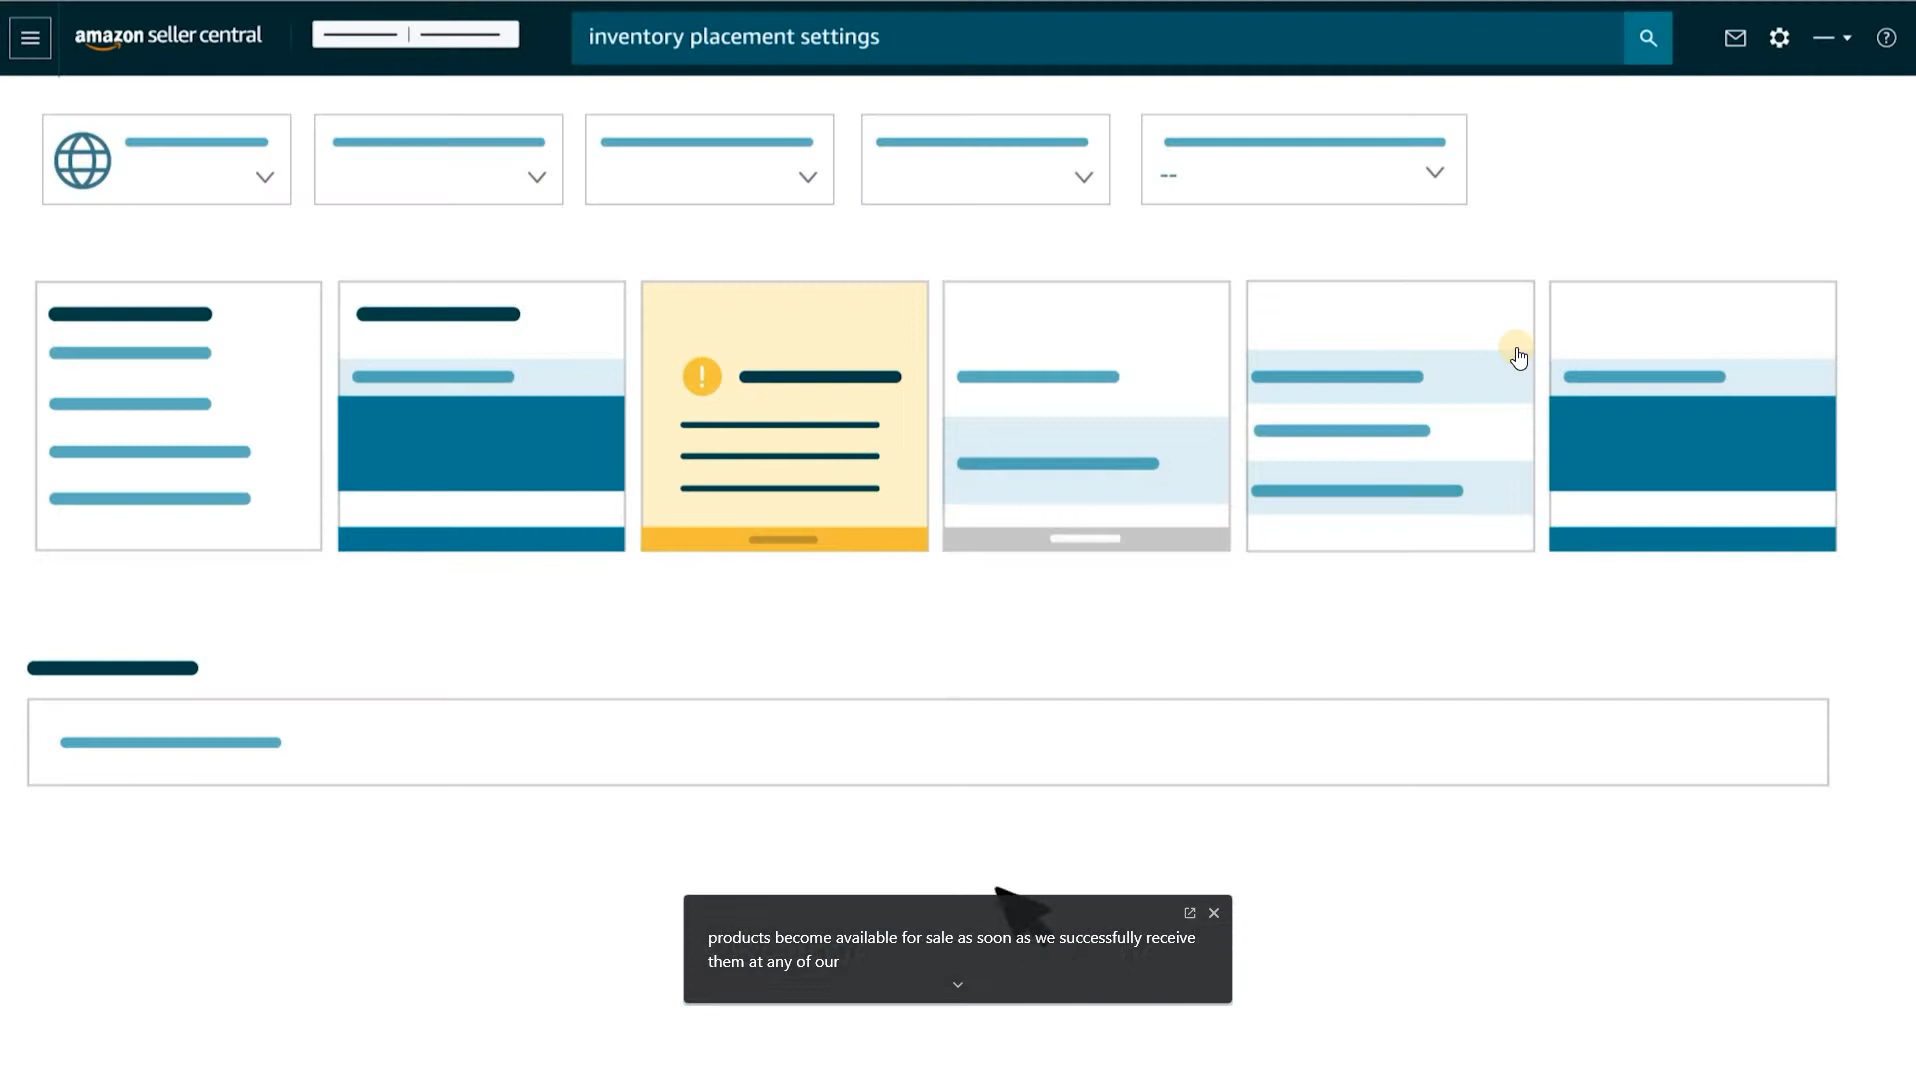 amazon seller central
inventory placement settings
--
products become available for sale as soon as we successfully receive
them at any of our